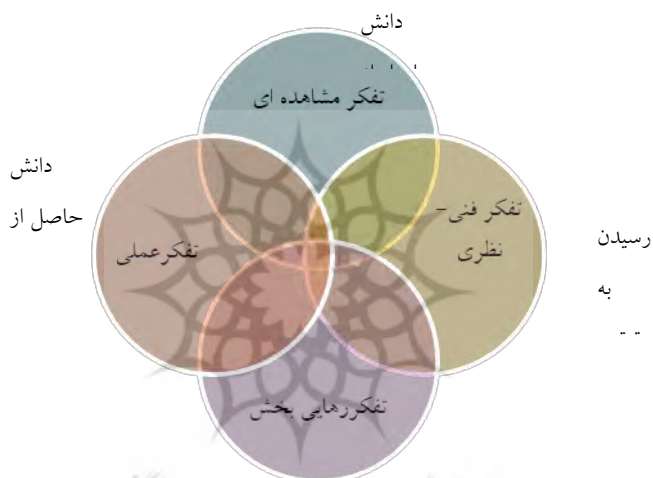 دانش
تفکر مشاهده ای
تفکر فنی-
نظری
رسیدن
به
دانش
حاصل از
تفکرعملی
تفکررهایی بخش